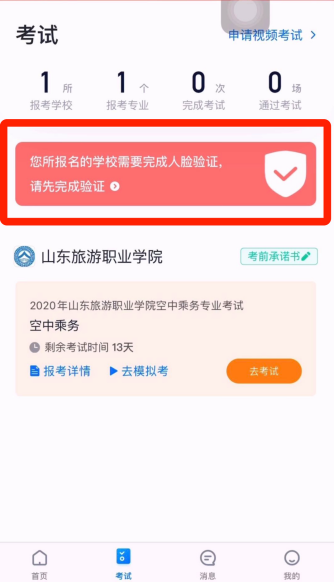 考试
申请视频考试
1 所
1 个
0 次
0 场
报考学校
报考专业
完成考试
通过考试
您所报名的学校需要完成人脸验证,
请先完成验证
山东旅游职业学院
考前承诺书
2020年山东旅游职业学院空中乘务专业考试
空中乘务
剩余考试时间 13天
报考详情
去模拟考
去考试
首页
考试
消息
我的